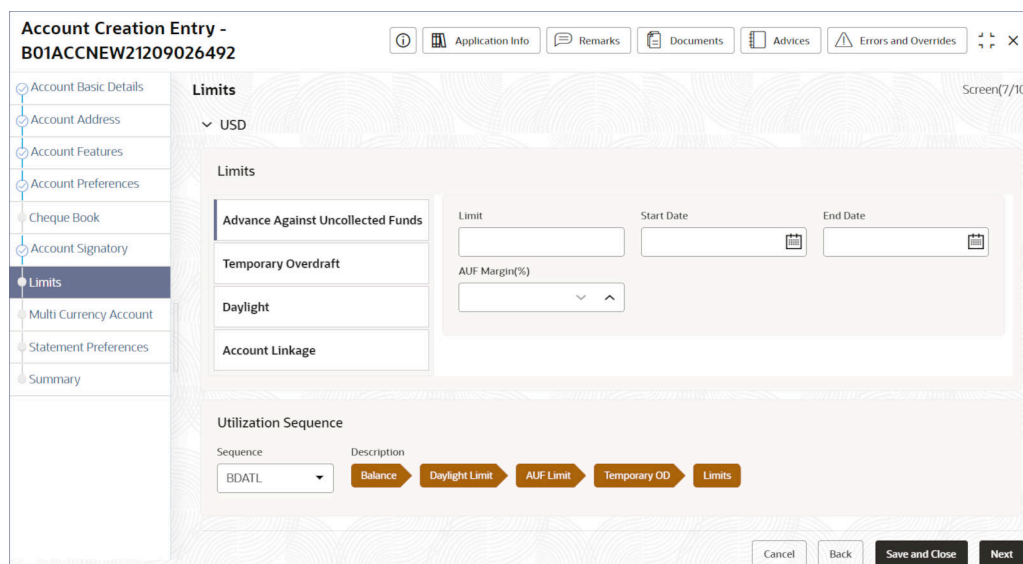 Account Creation Entry -
B01ACCNEW21209026492
Application Info
Remarks
Documents
Advices
Errors and Overrides
Account Basic Details
Account Address
Account Features
Account Preferences
Cheque Book
Account Signatory
Limits
Multi Currency Account
Statement Preferences
Summary
Limits
Screen(7/10
USD
Limits
Advance Against Uncollected Funds
Temporary Overdraft
Daylight
Account Linkage
Limit
Start Date
End Date
AUF Margin(%)
Utilization Sequence
Sequence
Description
BDATL
Balance
Daylight Limit
AUF Limit
Temporary OD
Limits
Cancel
Back
Save and Close
Next